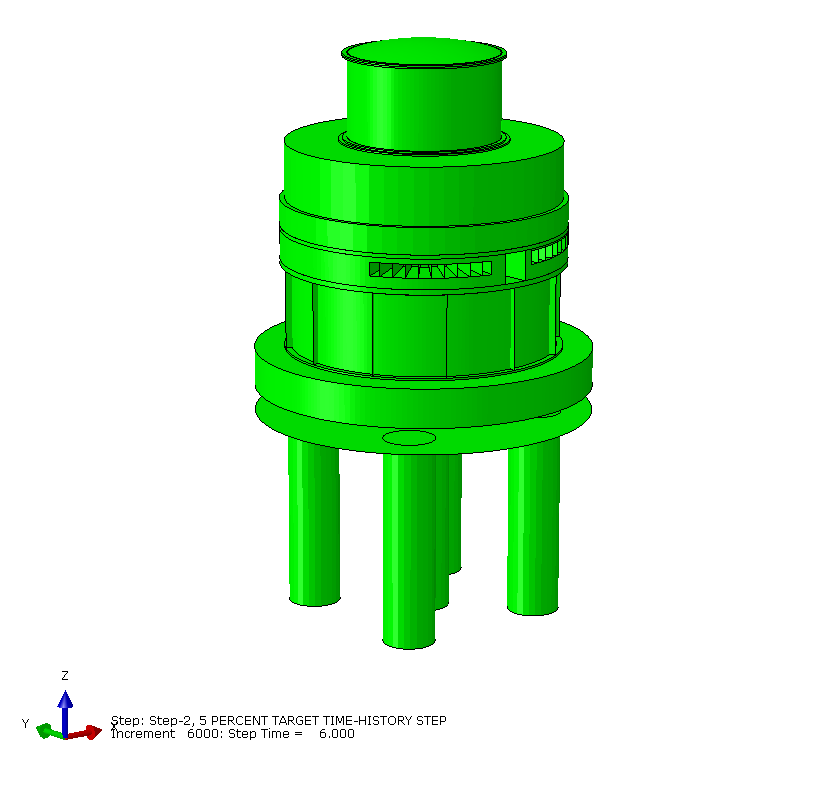 Z
Y
X
Step: Step-2, 5 PERCENT TARGET TIME-HISTORY STEP
Increment 6000: Step Time = 6.000